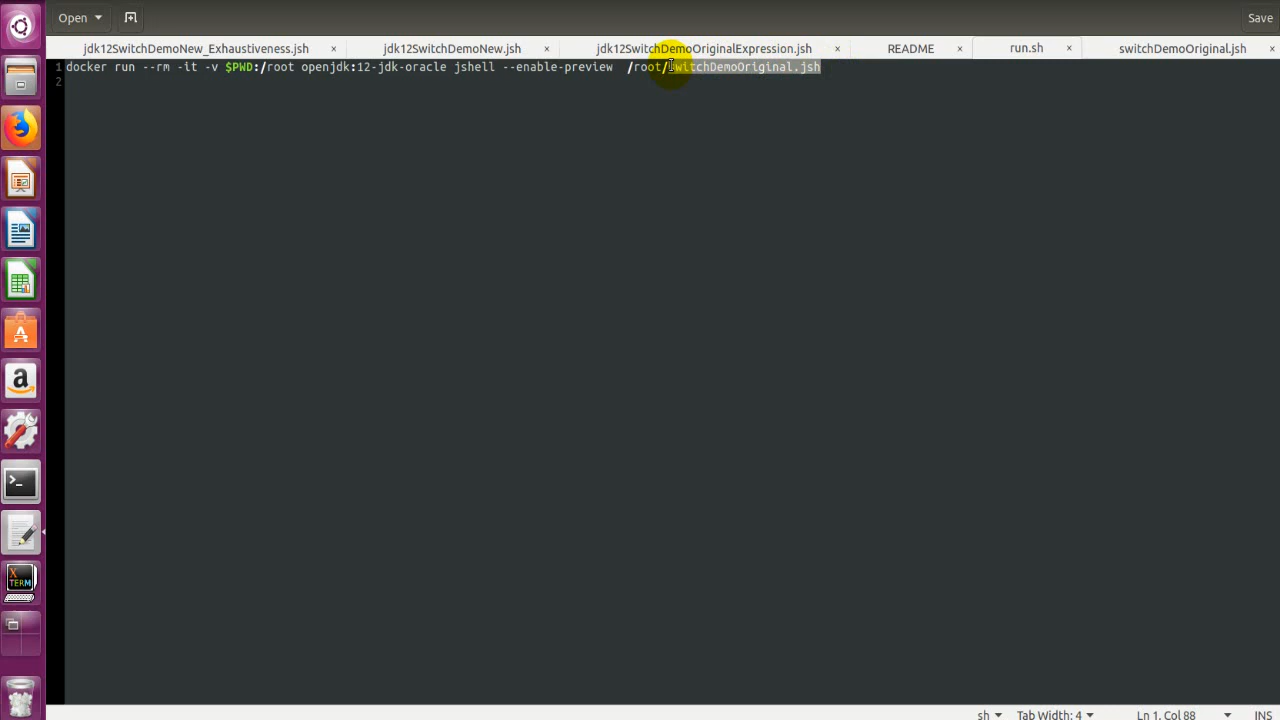 Open
Save
jdk12SwitchDemoNew_Exhaustiveness.jsh × jdk12SwitchDemoNew.jsh × jdk12SwitchDemoOriginalExpression.jsh × README × run.sh × switchDemoOriginal.jsh ×
1 docker run --rm -it -v $PWD:/root openjdk:12-jdk-oracle jshell --enable-preview  /root/switchDemoOriginal.jsh
2
X
TERM
sh Tab Width: 4 Ln 1, Col 88 INS